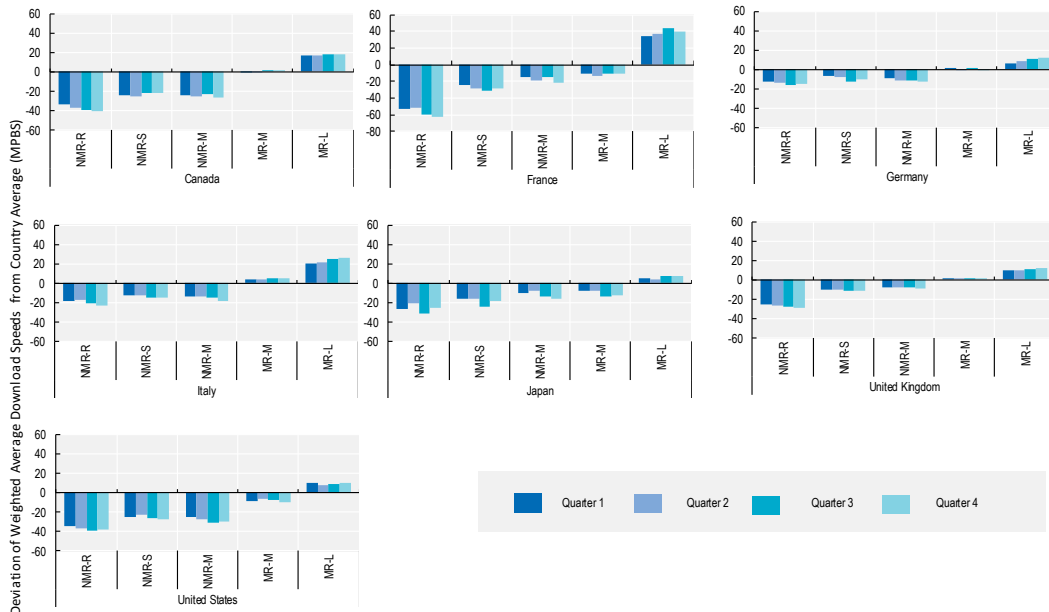 Deviation of Weighted Average Download Speeds from Country Average (MPBS)
60
40
20
0
-20
-40
-60
NMR-R
NMR-S
NMR-M
MR-M
MR-L
Canada
60
40
20
0
-20
-40
-60
-80
NMR-R
NMR-S
NMR-M
MR-M
MR-L
France
60
40
20
0
-20
-40
-60
NMR-R
NMR-S
NMR-M
MR-M
MR-L
Germany
60
40
20
0
-20
-40
-60
NMR-R
NMR-S
NMR-M
MR-M
MR-L
Italy
60
40
20
0
-20
-40
-60
NMR-R
NMR-S
NMR-M
MR-M
MR-L
Japan
60
40
20
0
-20
-40
-60
NMR-R
NMR-S
NMR-M
MR-M
MR-L
United Kingdom
60
40
20
0
-20
-40
-60
NMR-R
NMR-S
NMR-M
MR-M
MR-L
United States
Quarter 1
Quarter 2
Quarter 3
Quarter 4